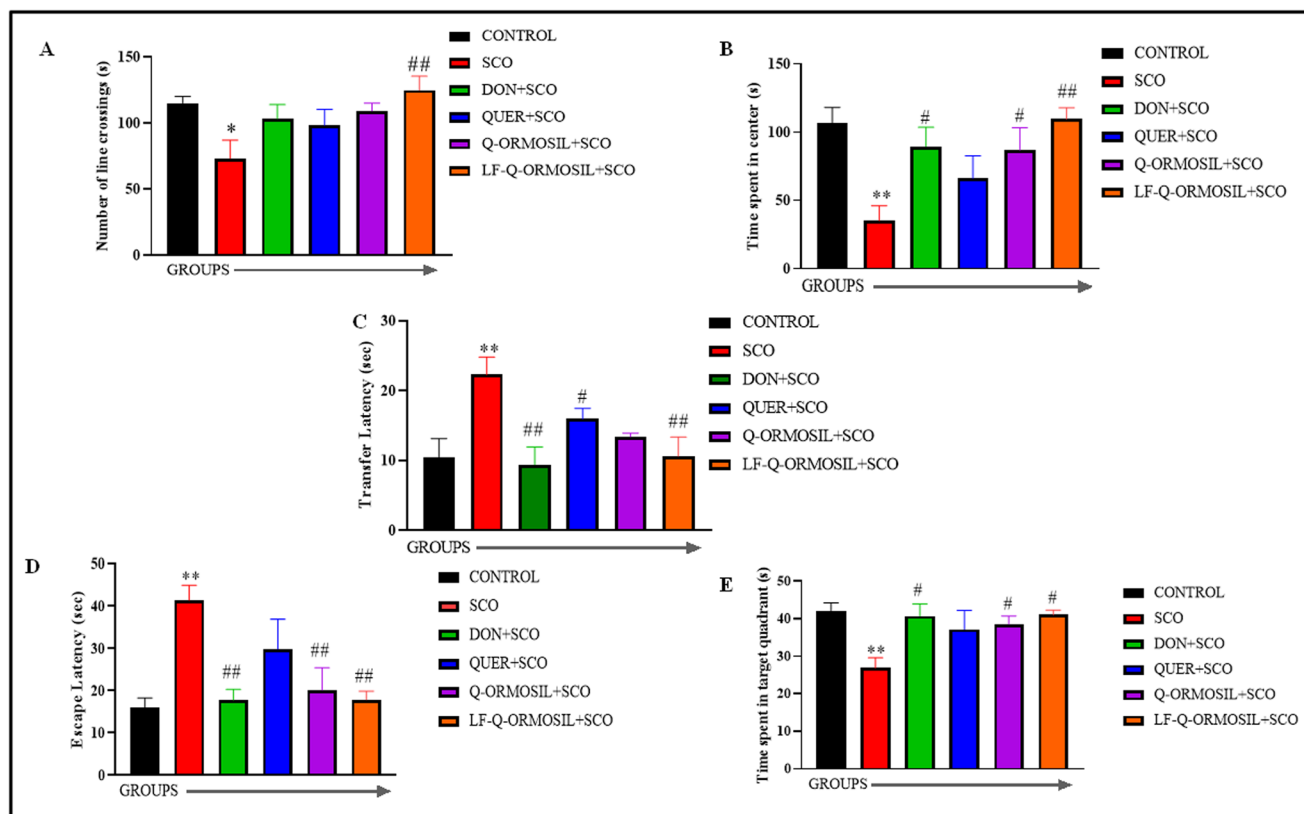 A
Number of line crossings (s)
150
100
50
0
*
##
GROUPS
CONTROL
SCO
DON+SCO
QUER+SCO
Q-ORMOSIL+SCO
LF-Q-ORMOSIL+SCO
B
Time spent in center (s)
150
100
50
0
**
#
#
##
GROUPS
CONTROL
SCO
DON+SCO
QUER+SCO
Q-ORMOSIL+SCO
LF-Q-ORMOSIL+SCO
C
Transfer Latency (sec)
30
20
10
0
**
##
#
##
GROUPS
CONTROL
SCO
DON+SCO
QUER+SCO
Q-ORMOSIL+SCO
LF-Q-ORMOSIL+SCO
D
Escape Latency (sec)
50
40
30
20
10
0
**
##
##
##
GROUPS
CONTROL
SCO
DON+SCO
QUER+SCO
Q-ORMOSIL+SCO
LF-Q-ORMOSIL+SCO
E
Time spent in target quadrant (s)
50
40
30
20
10
0
**
#
#
#
GROUPS
CONTROL
SCO
DON+SCO
QUER+SCO
Q-ORMOSIL+SCO
LF-Q-ORMOSIL+SCO